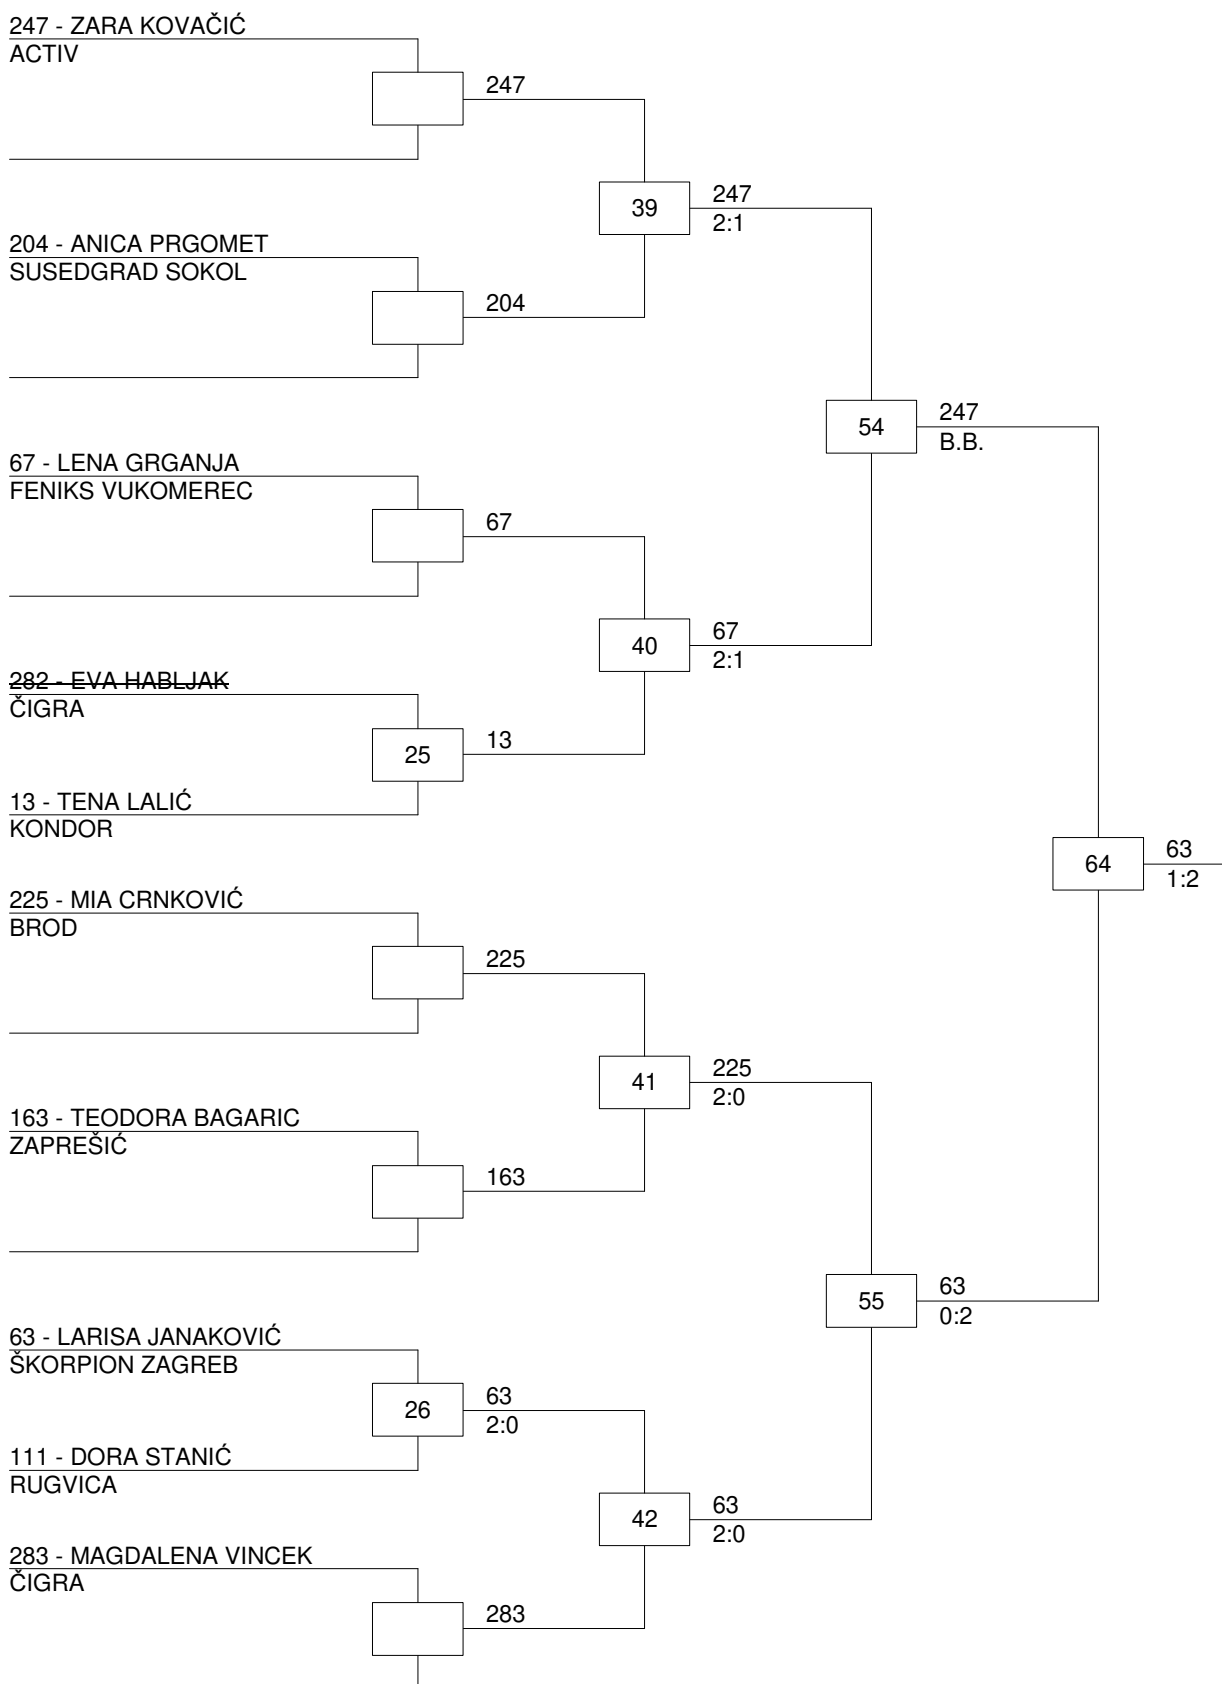 247 - ZARA KOVAČIĆ
ACTIV
247
39
247
2:1
204 - ANICA PRGOMET
SUSEDGRAD SOKOL
204
54
247
B.B.
67 - LENA GRGANJA
FENIKS VUKOMEREC
67
40
67
2:1
282 - EVA HABLJAK
ČIGRA
25
13
13 - TENA LALIĆ
KONDOR
64
63
1:2
225 - MIA CRNKOVIĆ
BROD
225
41
225
2:0
163 - TEODORA BAGARIC
ZAPREŠIĆ
163
55
63
0:2
63 - LARISA JANAKOVIĆ
ŠKORPION ZAGREB
26
63
2:0
111 - DORA STANIĆ
RUGVICA
42
63
2:0
283 - MAGDALENA VINCEK
ČIGRA
283